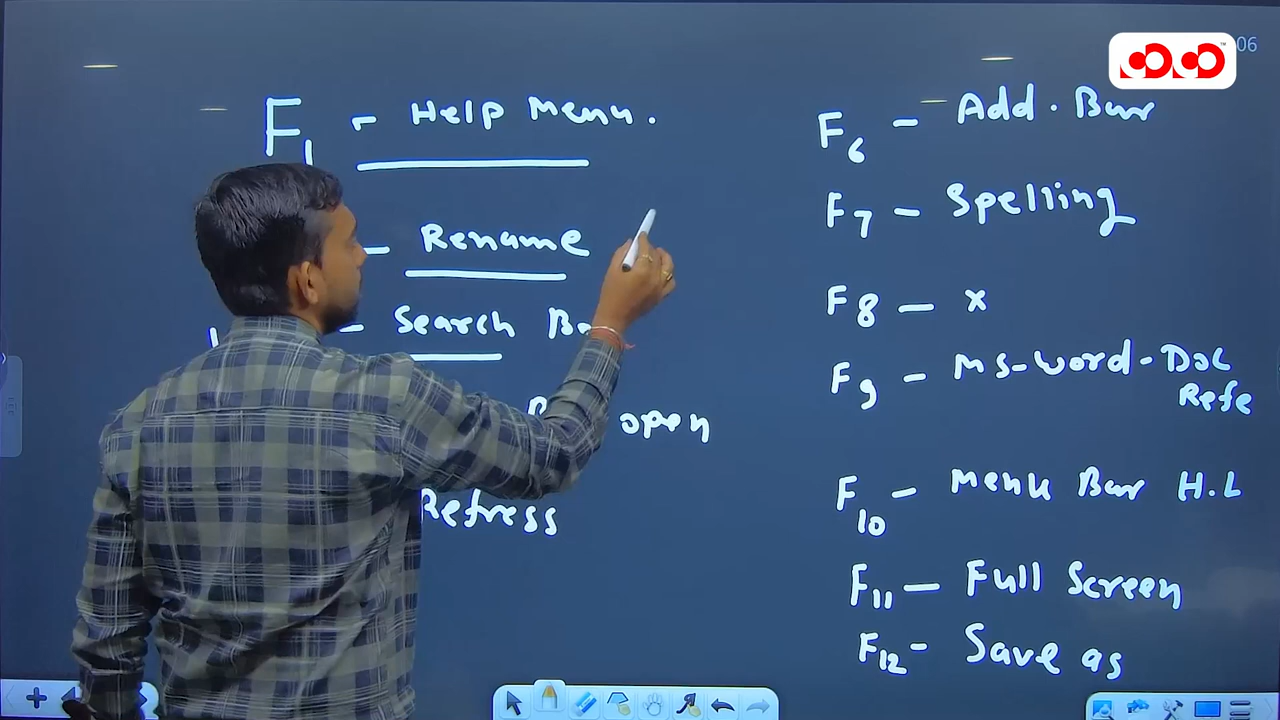 F1 - Help Menu.
- Rename
- Search
open
Refress
06
F6 - Add. Bar
F7 - Spelling
F8 - x
F9 - MS-Word-Doc
Refe
F10 - Menu Bar H.L
F11 - Full Screen
F12 - Save as